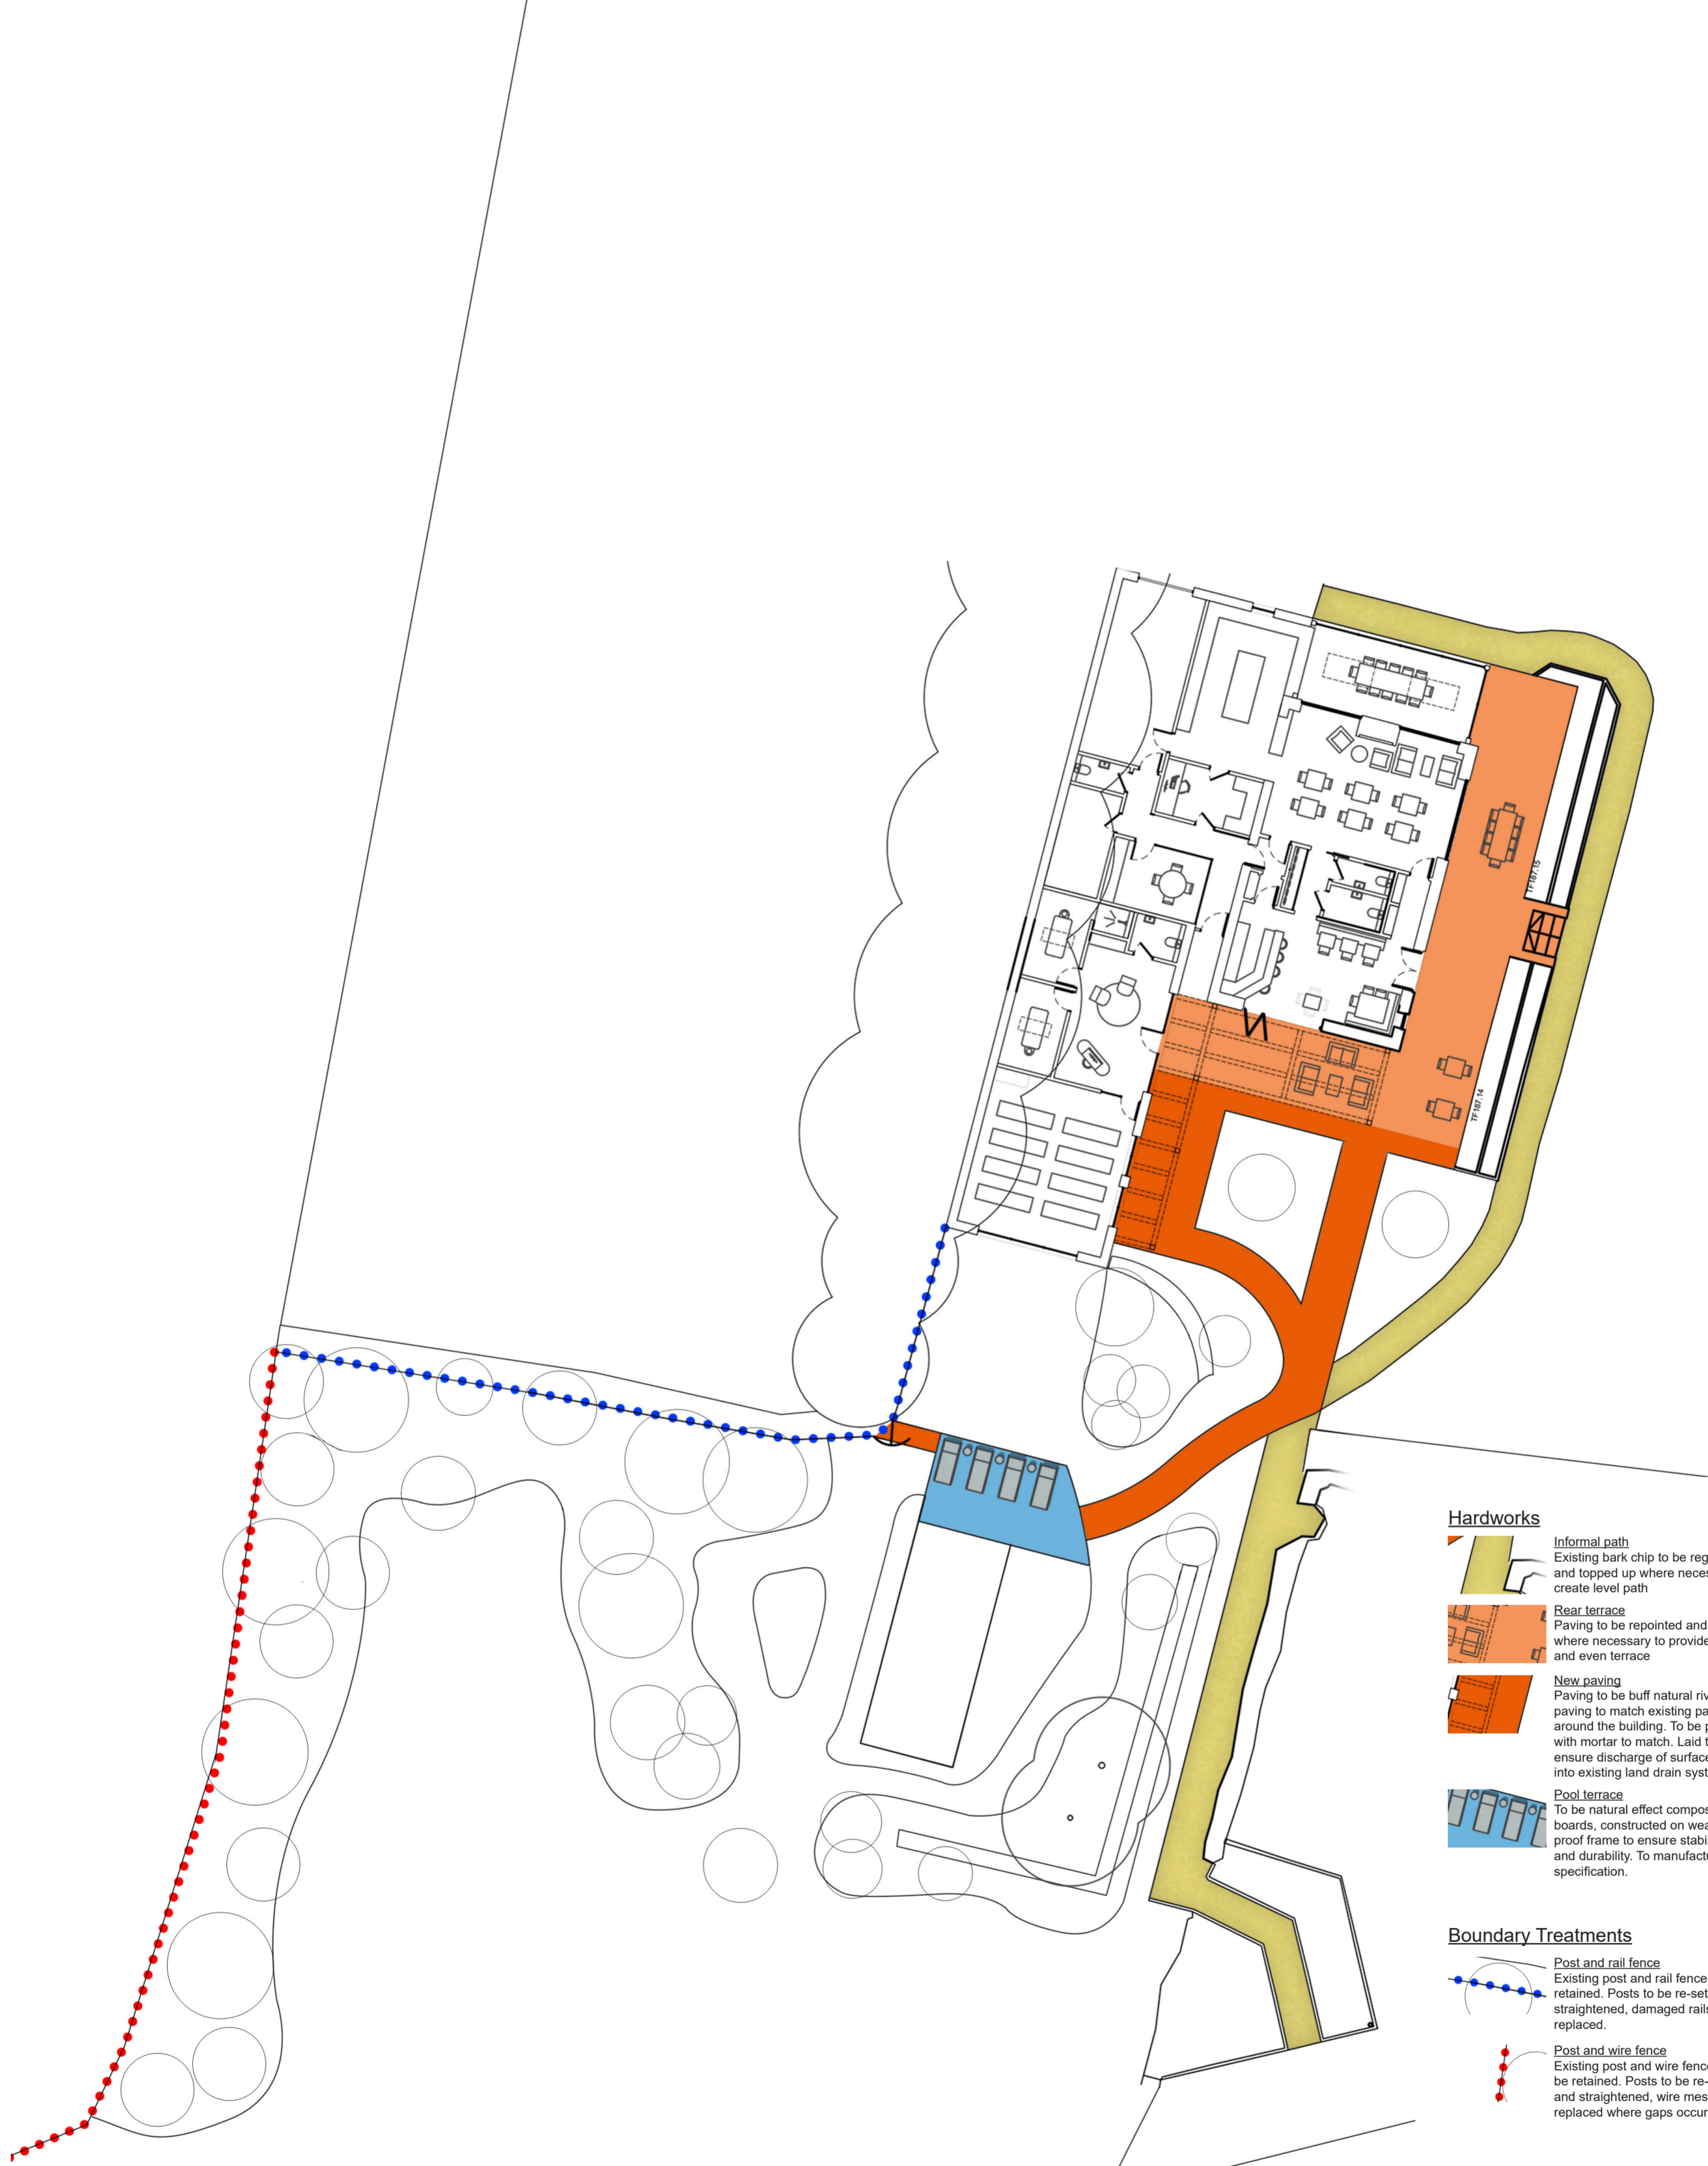 TF187.15
TF187.14
Hardworks
Informal path
Existing bark chip to be reg
and topped up where neces
create level path
Rear terrace
Paving to be repointed and
where necessary to provide
and even terrace
New paving
Paving to be buff natural riv
paving to match existing pa
around the building. To be p
with mortar to match. Laid t
ensure discharge of surface
into existing land drain syst
Pool terrace
To be natural effect compos
boards, constructed on wea
proof frame to ensure stabi
and durability. To manufactu
specification.
Boundary Treatments
Post and rail fence
Existing post and rail fence
retained. Posts to be re-set
straightened, damaged rails
replaced.
Post and wire fence
Existing post and wire fence
be retained. Posts to be re-
and straightened, wire mes
replaced where gaps occur